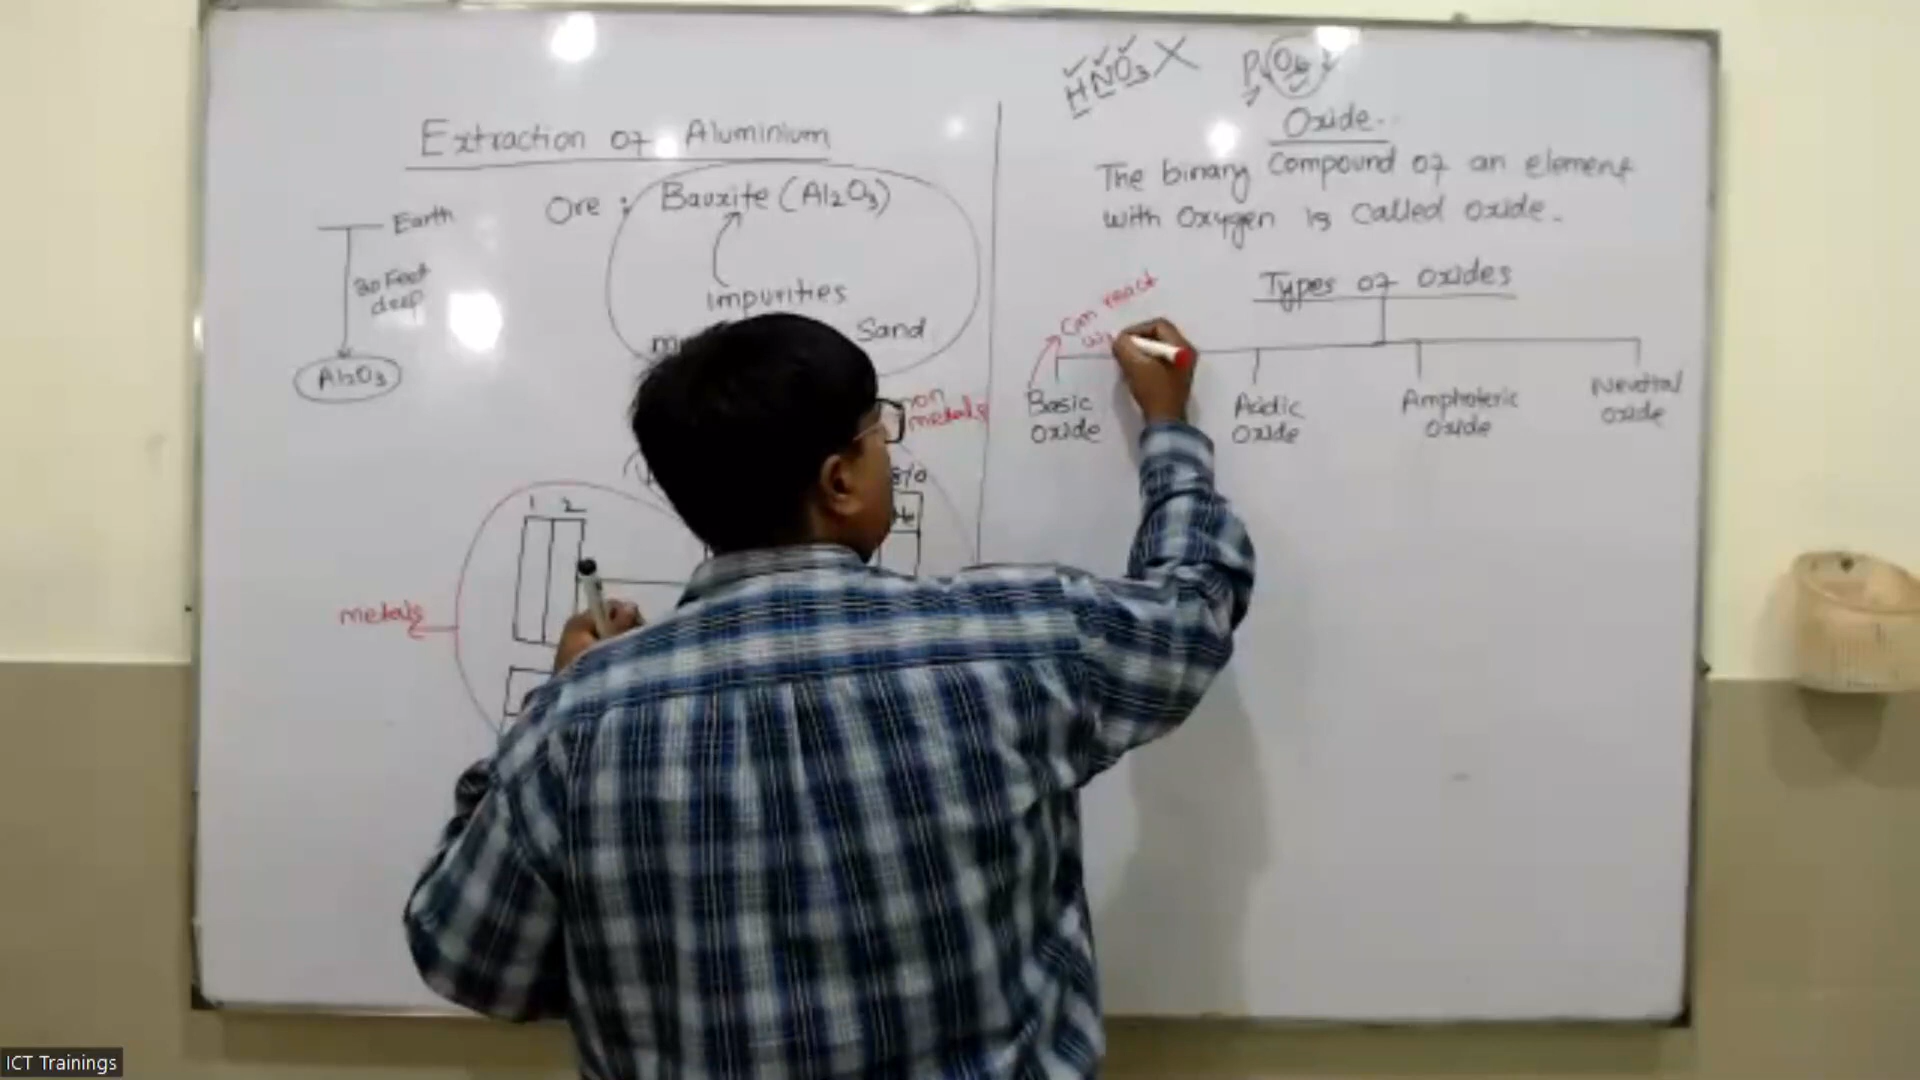 Extraction of Aluminium
Ore : Bauxite (Al2O3)
Earth
30 Feet
deep
Al2O3
impurities
Sand
non
metals
1 2
metals
HNO3
Oxide.
The binary Compound of an element
with Oxygen is called oxide.
Types of oxides
Can react
Basic
Oxide
Acidic
Oxide
Amphoteric
Oxide
Neutral
oxide
ICT Trainings